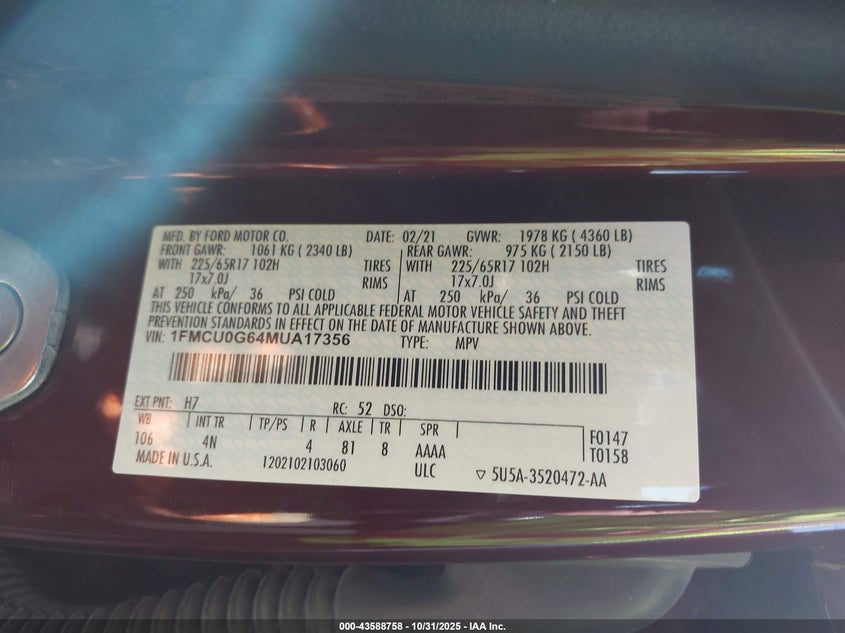 MFD. BY FORD MOTOR CO. DATE: 02/21 GVWR: 1978 KG ( 4360 LB)
FRONT GAWR: 1061 KG ( 2340 LB) REAR GAWR: 975 KG ( 2150 LB)
WITH 225/65R17 102H TIRES WITH 225/65R17 102H TIRES
17x7.0J RIMS 17x7.0J RIMS
AT 250 kPa/ 36 PSI COLD AT 250 kPa/ 36 PSI COLD
THIS VEHICLE CONFORMS TO ALL APPLICABLE FEDERAL MOTOR VEHICLE SAFETY AND THEFT
PREVENTION STANDARDS IN EFFECT ON THE DATE OF MANUFACTURE SHOWN ABOVE.
VIN: 1FMCU0G64MUA17356 TYPE: MPV
EXT PNT: H7 RC: 52 DSO:
WB INT TR TP/PS R AXLE TR SPR
106 4N 4 81 8 AAAA F0147
ULC T0158
MADE IN U.S.A. 1202102103060 5U5A-3520472-AA
000-43588758 - 10/31/2025 - IAA Inc.